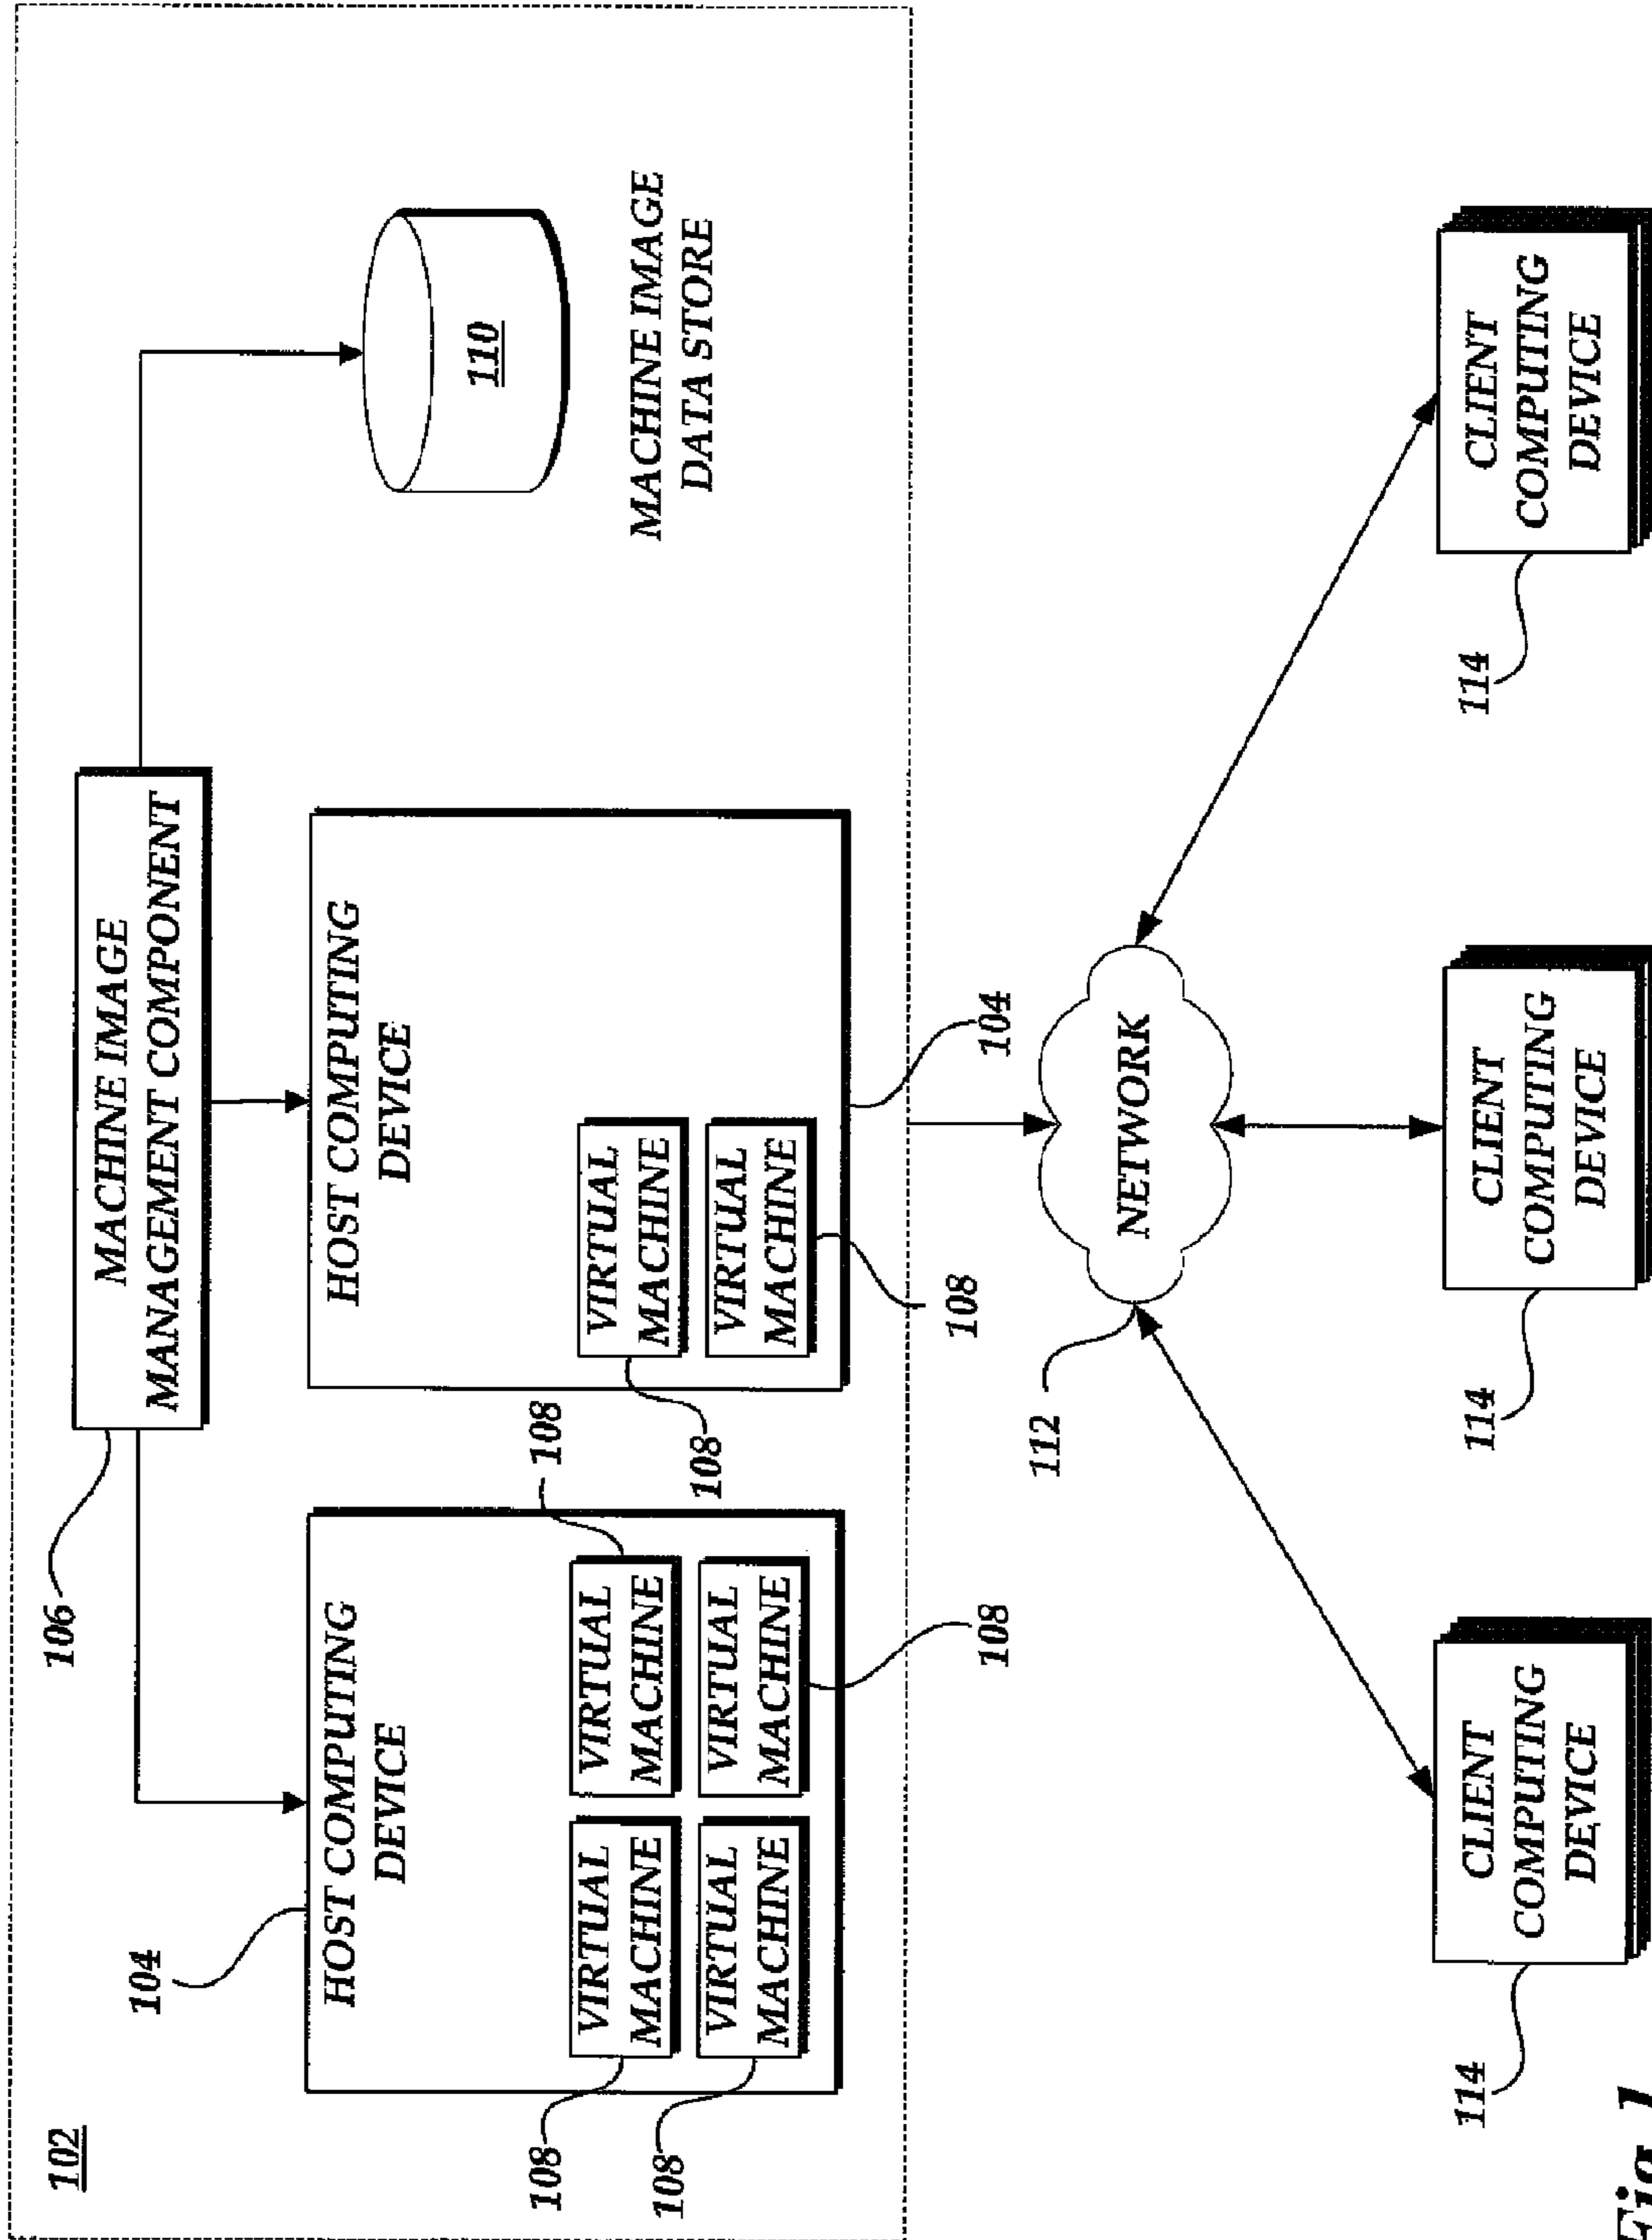 102
106
MACHINE IMAGE
MANAGEMENT COMPONENT
104
HOST COMPUTING
DEVICE
VIRTUAL
MACHINE
VIRTUAL
MACHINE
VIRTUAL
MACHINE
VIRTUAL
MACHINE
108
108
108
108
HOST COMPUTING
DEVICE
VIRTUAL
MACHINE
VIRTUAL
MACHINE
108
108
104
110
MACHINE IMAGE
DATA STORE
112
NETWORK
114
CLIENT
COMPUTING
DEVICE
114
CLIENT
COMPUTING
DEVICE
114
CLIENT
COMPUTING
DEVICE
Fig.1